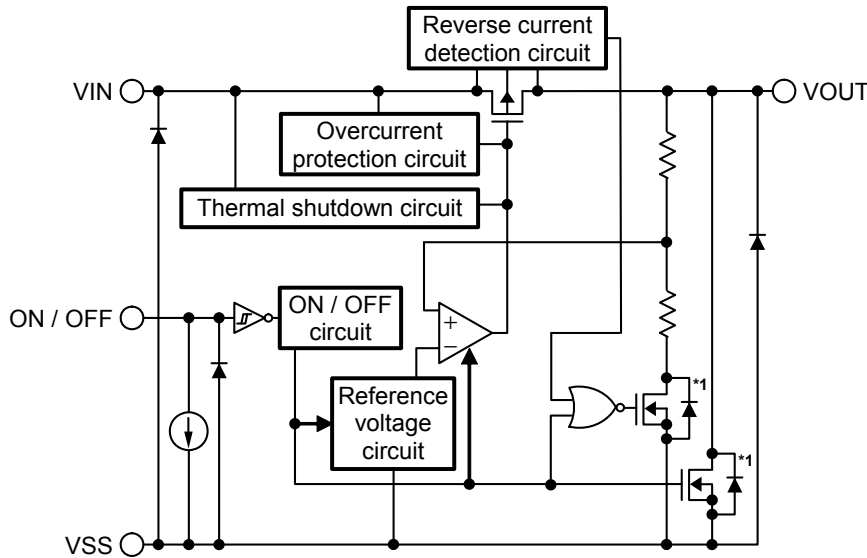 Reverse current
detection circuit
VIN
VOUT
Overcurrent
protection circuit
Thermal shutdown circuit
ON / OFF
ON / OFF
circuit
+
−
Reference
voltage
circuit
*1
*1
VSS